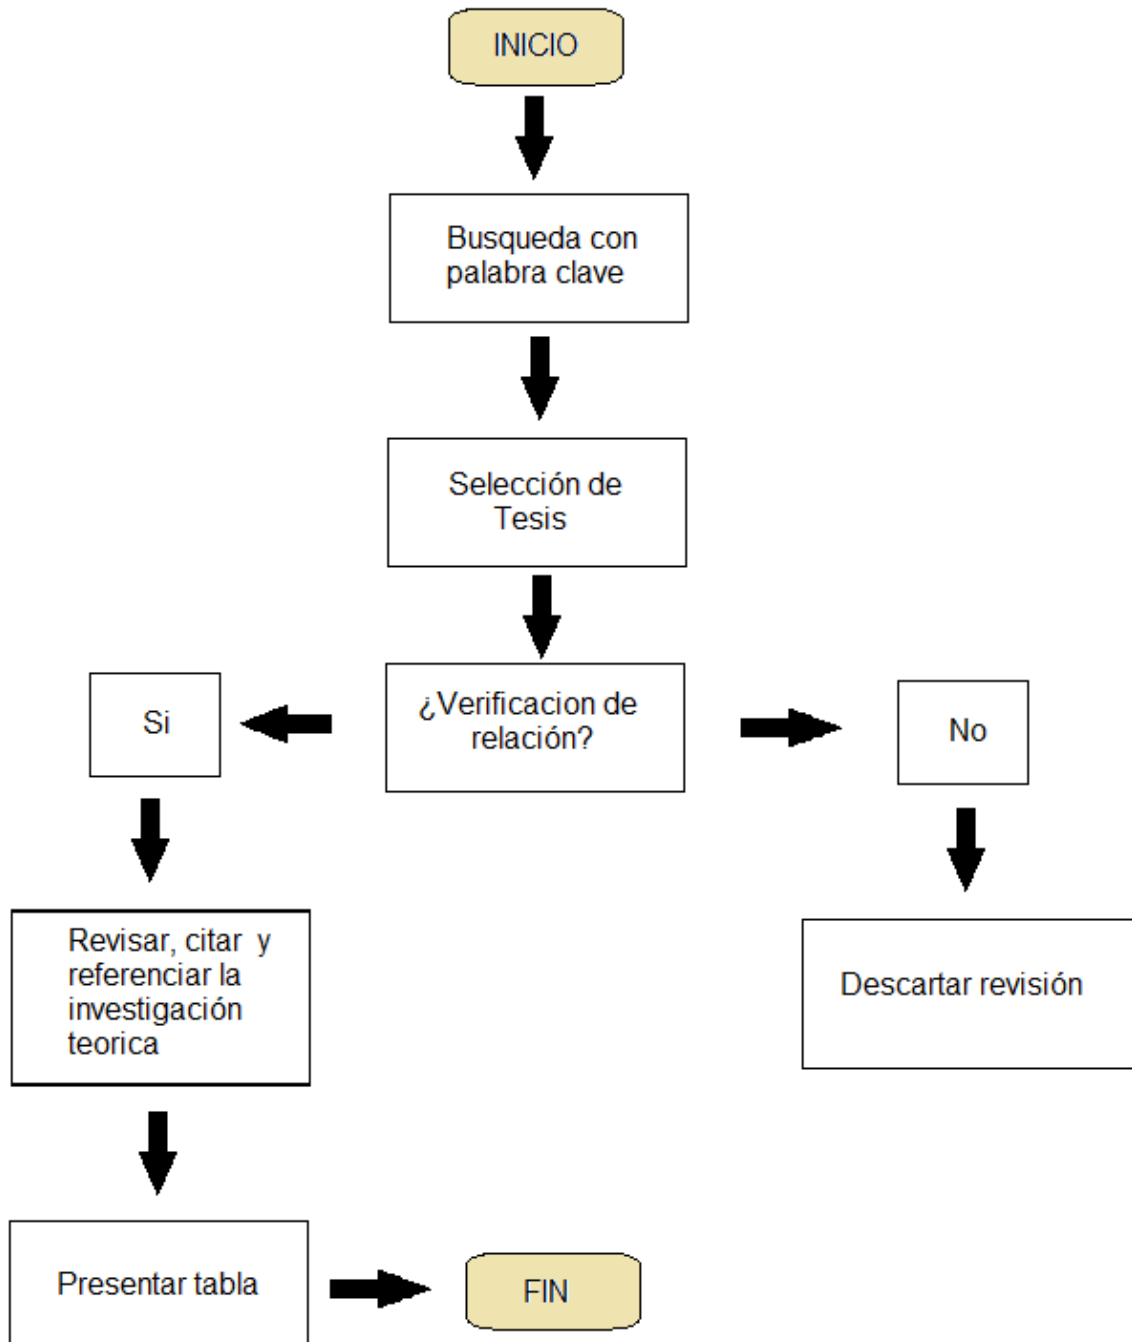 INICIO
Busqueda con
palabra clave
Selección de
Tesis
¿Verificacion de
relación?
Si
No
Revisar, citar y
referenciar la
investigación
teorica
Descartar revisión
Presentar tabla
FIN